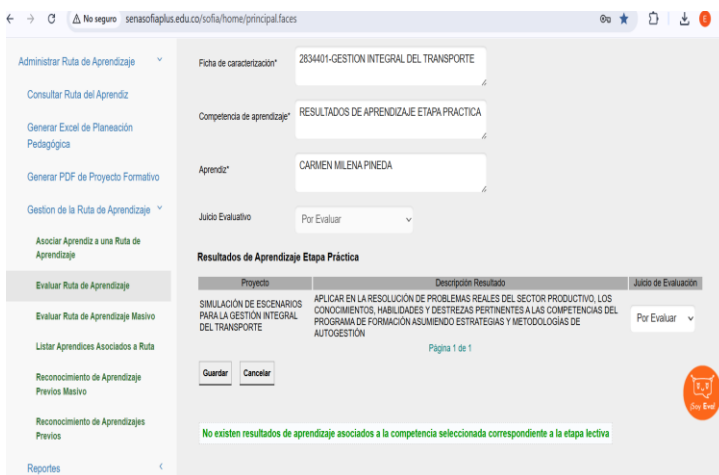 No seguro senasofiaplus.edu.co/sofia/home/principal.faces
Administrar Ruta de Aprendizaje
Consultar Ruta del Aprendiz
Generar Excel de Planeación
Pedagógica
Generar PDF de Proyecto Formativo
Gestion de la Ruta de Aprendizaje
Asociar Aprendiz a una Ruta de
Aprendizaje
Evaluar Ruta de Aprendizaje
Evaluar Ruta de Aprendizaje Masivo
Listar Aprendices Asociados a Ruta
Reconocimiento de Aprendizaje
Previos Masivo
Reconocimiento de Aprendizajes
Previos
Reportes
Ficha de caracterización*
2834401-GESTION INTEGRAL DEL TRANSPORTE
Competencia de aprendizaje*
RESULTADOS DE APRENDIZAJE ETAPA PRACTICA
Aprendiz*
CARMEN MILENA PINEDA
Juicio Evaluativo
Por Evaluar
Resultados de Aprendizaje Etapa Práctica
Proyecto Descripción Resultado Juicio de Evaluación
SIMULACIÓN DE ESCENARIOS
PARA LA GESTIÓN INTEGRAL
DEL TRANSPORTE
APLICAR EN LA RESOLUCIÓN DE PROBLEMAS REALES DEL SECTOR PRODUCTIVO, LOS
CONOCIMIENTOS, HABILIDADES Y DESTREZAS PERTINENTES A LAS COMPETENCIAS DEL
PROGRAMA DE FORMACIÓN ASUMIENDO ESTRATEGIAS Y METODOLOGÍAS DE
AUTOGESTIÓN
Por Evaluar
Página 1 de 1
Guardar Cancelar
Soy Eva!
No existen resultados de aprendizaje asociados a la competencia seleccionada correspondiente a la etapa lectiva